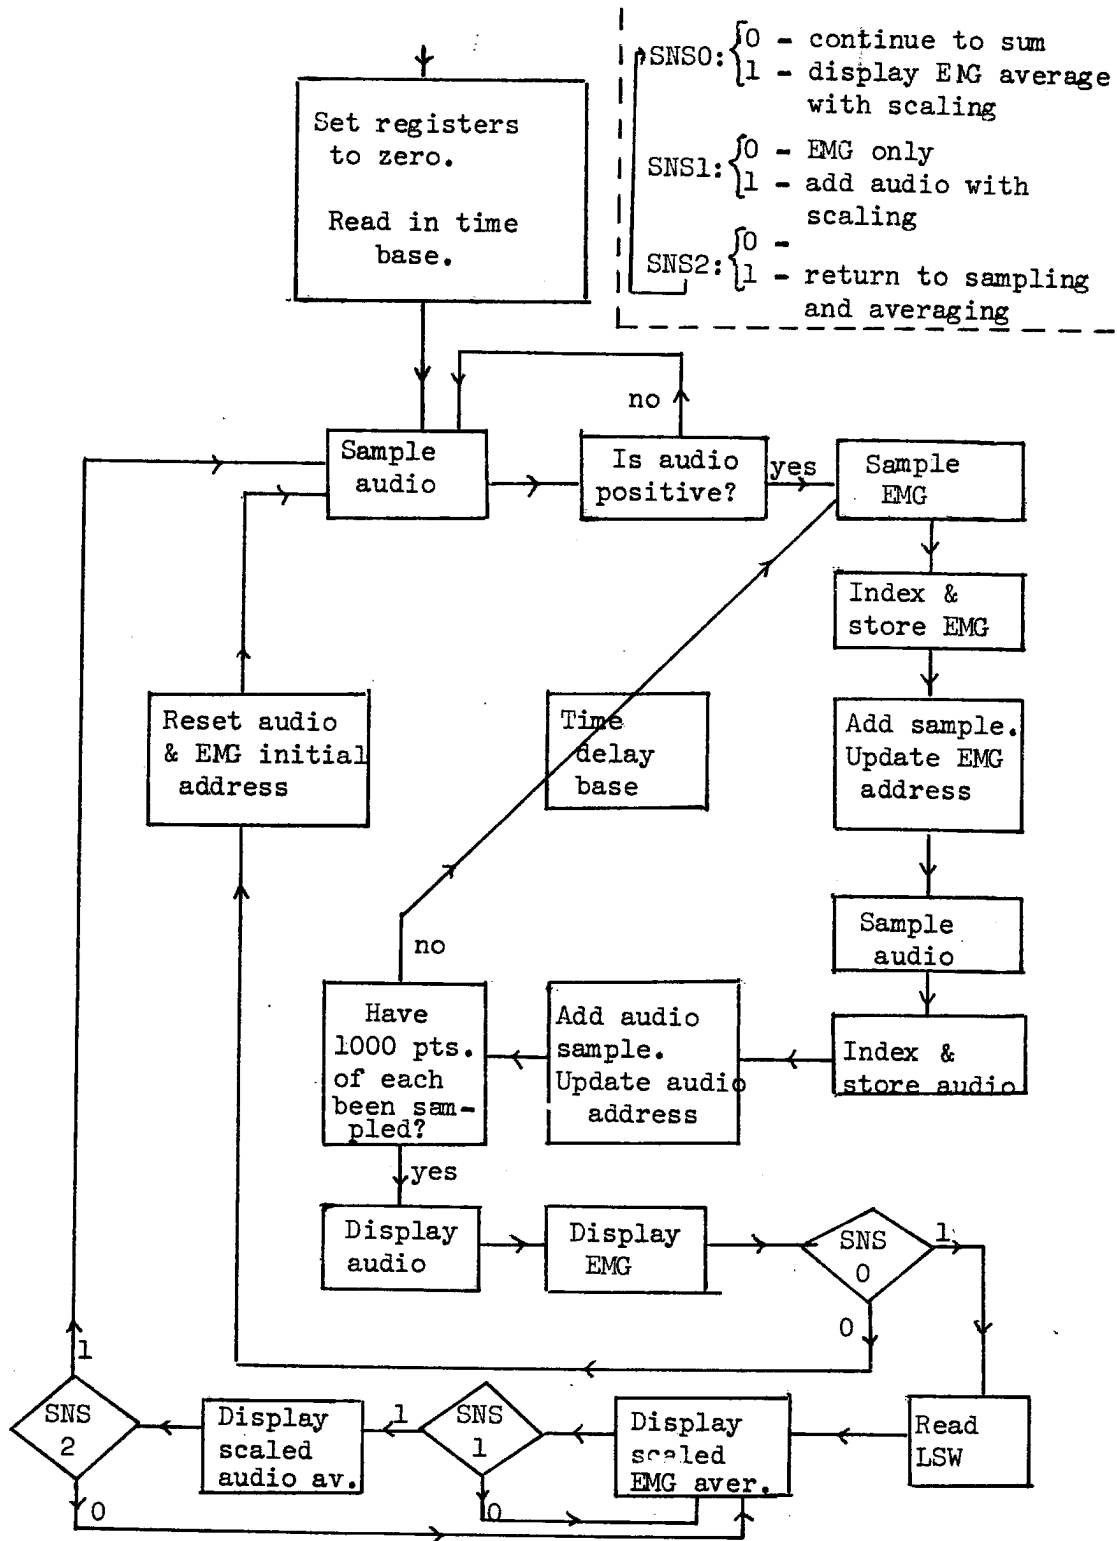 SNS0: 0 - continue to sum
1 - display EMG average
with scaling
SNS1: 0 - EMG only
1 - add audio with
scaling
SNS2: 0 -
1 - return to sampling
and averaging
Set registers
to zero.
Read in time
base.
no
Sample
audio
Is audio
positive?
yes
Sample
EMG
Index &
store EMG
Reset audio
& EMG initial
address
Time
delay
base
Add sample.
Update EMG
address
Sample
audio
no
Have
1000 pts.
of each
been sam-
pled?
Add audio
sample.
Update audio
address
Index &
store audio
yes
Display
audio
Display
EMG
SNS
0
1
0
1
SNS
2
0
Display
scaled
audio av.
1
SNS
1
0
Display
scaled
EMG aver.
Read
LSW